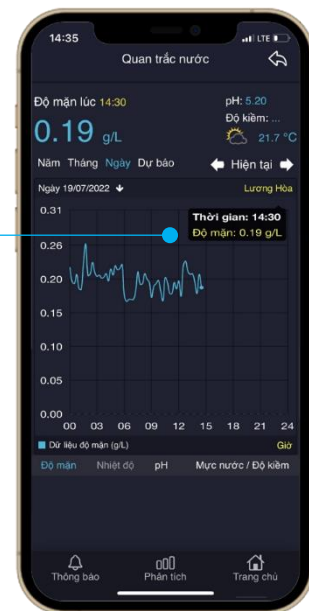 14:35
LTE
Quan trắc nước
Độ mặn lúc 14:30
pH: 5.20
0.19 g/L
Độ kiềm: ...
21.7 °C
Năm Tháng Ngày Dự báo
Hiện tại
Ngày 19/07/2022
Lương Hòa
Thời gian: 14:30
Độ mặn: 0.19 g/L
0.31
0.26
0.20
0.15
0.10
0.05
0.00
00 03 06 09 12 15 18 21 24
Dữ liệu độ mặn (g/L)
Giờ
Độ mặn Nhiệt độ pH Mực nước / Độ kiềm
Thông báo Phân tích Trang chủ